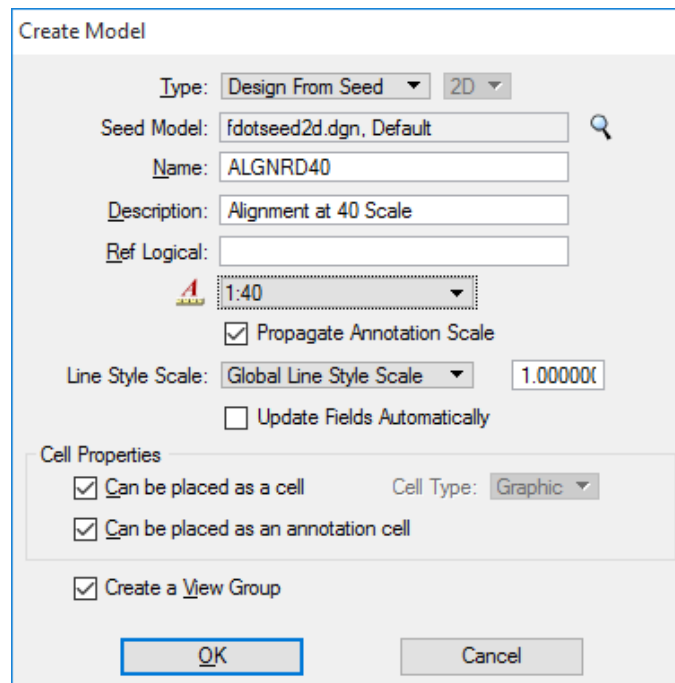 Create Model
Type: Design From Seed 2D
Seed Model: fdotseed2d.dgn, Default
Name: ALGNRD40
Description: Alignment at 40 Scale
Ref Logical:
A 1:40
Propagate Annotation Scale
Line Style Scale: Global Line Style Scale 1.000000
Update Fields Automatically
Cell Properties
Can be placed as a cell Cell Type: Graphic
Can be placed as an annotation cell
Create a View Group
OK Cancel